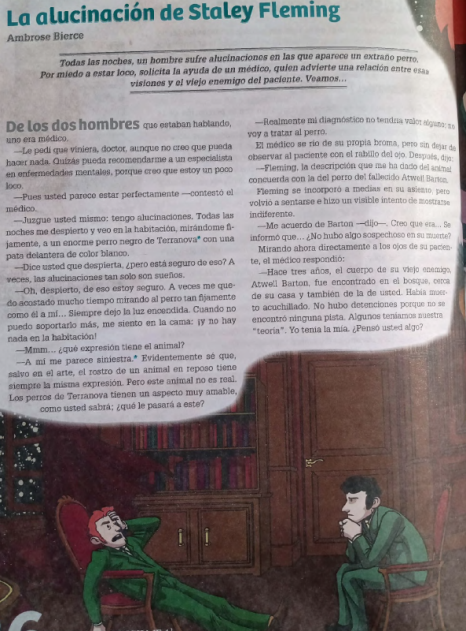 La alucinación de Staley Fleming
Ambrose Bierce
Todas las noches, un hombre sufre alucinaciones en las que aparece un extraño perro.
Por miedo a estar loco, solicita la ayuda de un médico, quien advierte una relación entre esas
visiones y el viejo enemigo del paciente. Veamos...
De los dos hombres que estaban hablando,
uno era médico.
—Le pedí que viniera, doctor, aunque no creo que pueda
hacer nada. Quizás pueda recomendarme a un especialista
en enfermedades mentales, porque creo que estoy un poco
loco.
—Pues usted parece estar perfectamente —contestó el
médico.
—Juzgue usted mismo: tengo alucinaciones. Todas las
noches me despierto y veo en la habitación, mirándome fi-
jamente, a un enorme perro negro de Terranova* con una
pata delantera de color blanco.
—Dice usted que despierta, ¿pero está seguro de eso? A
veces, las alucinaciones tan solo son sueños.
—Oh, despierto, de eso estoy seguro. A veces me que-
do acostado mucho tiempo mirando al perro tan fijamente
como él a mí... Siempre dejo la luz encendida. Cuando no
puedo soportarlo más, me siento en la cama: ¡y no hay
nada en la habitación!
—Mmm... ¿qué expresión tiene el animal?
—A mí me parece siniestra.* Evidentemente sé que,
salvo en el arte, el rostro de un animal en reposo tiene
siempre la misma expresión. Pero este animal no es real.
Los perros de Terranova tienen un aspecto muy amable,
como usted sabrá; ¿qué le pasará a este?
—Realmente mi diagnóstico no tendría valor alguno: no
voy a tratar al perro.
El médico se rio de su propia broma, pero sin dejar de
observar al paciente con el rabillo del ojo. Después, dijo:
—Fleming, la descripción que me ha dado del animal
concuerda con la del perro del fallecido Atwell Barton.
Fleming se incorporó a medias en su asiento, pero
volvió a sentarse e hizo un visible intento de mostrarse
indiferente.
—Me acuerdo de Barton —dijo—. Creo que era... Se
informó que... ¿No hubo algo sospechoso en su muerte?
Mirando ahora directamente a los ojos de su pacien-
te, el médico respondió:
—Hace tres años, el cuerpo de su viejo enemigo,
Atwell Barton, fue encontrado en el bosque, cerca
de su casa y también de la de usted. Había muer-
to acuchillado. No hubo detenciones porque no se
encontró ninguna pista. Algunos teníamos nuestra
"teoría". Yo tenía la mía. ¿Pensó usted algo?